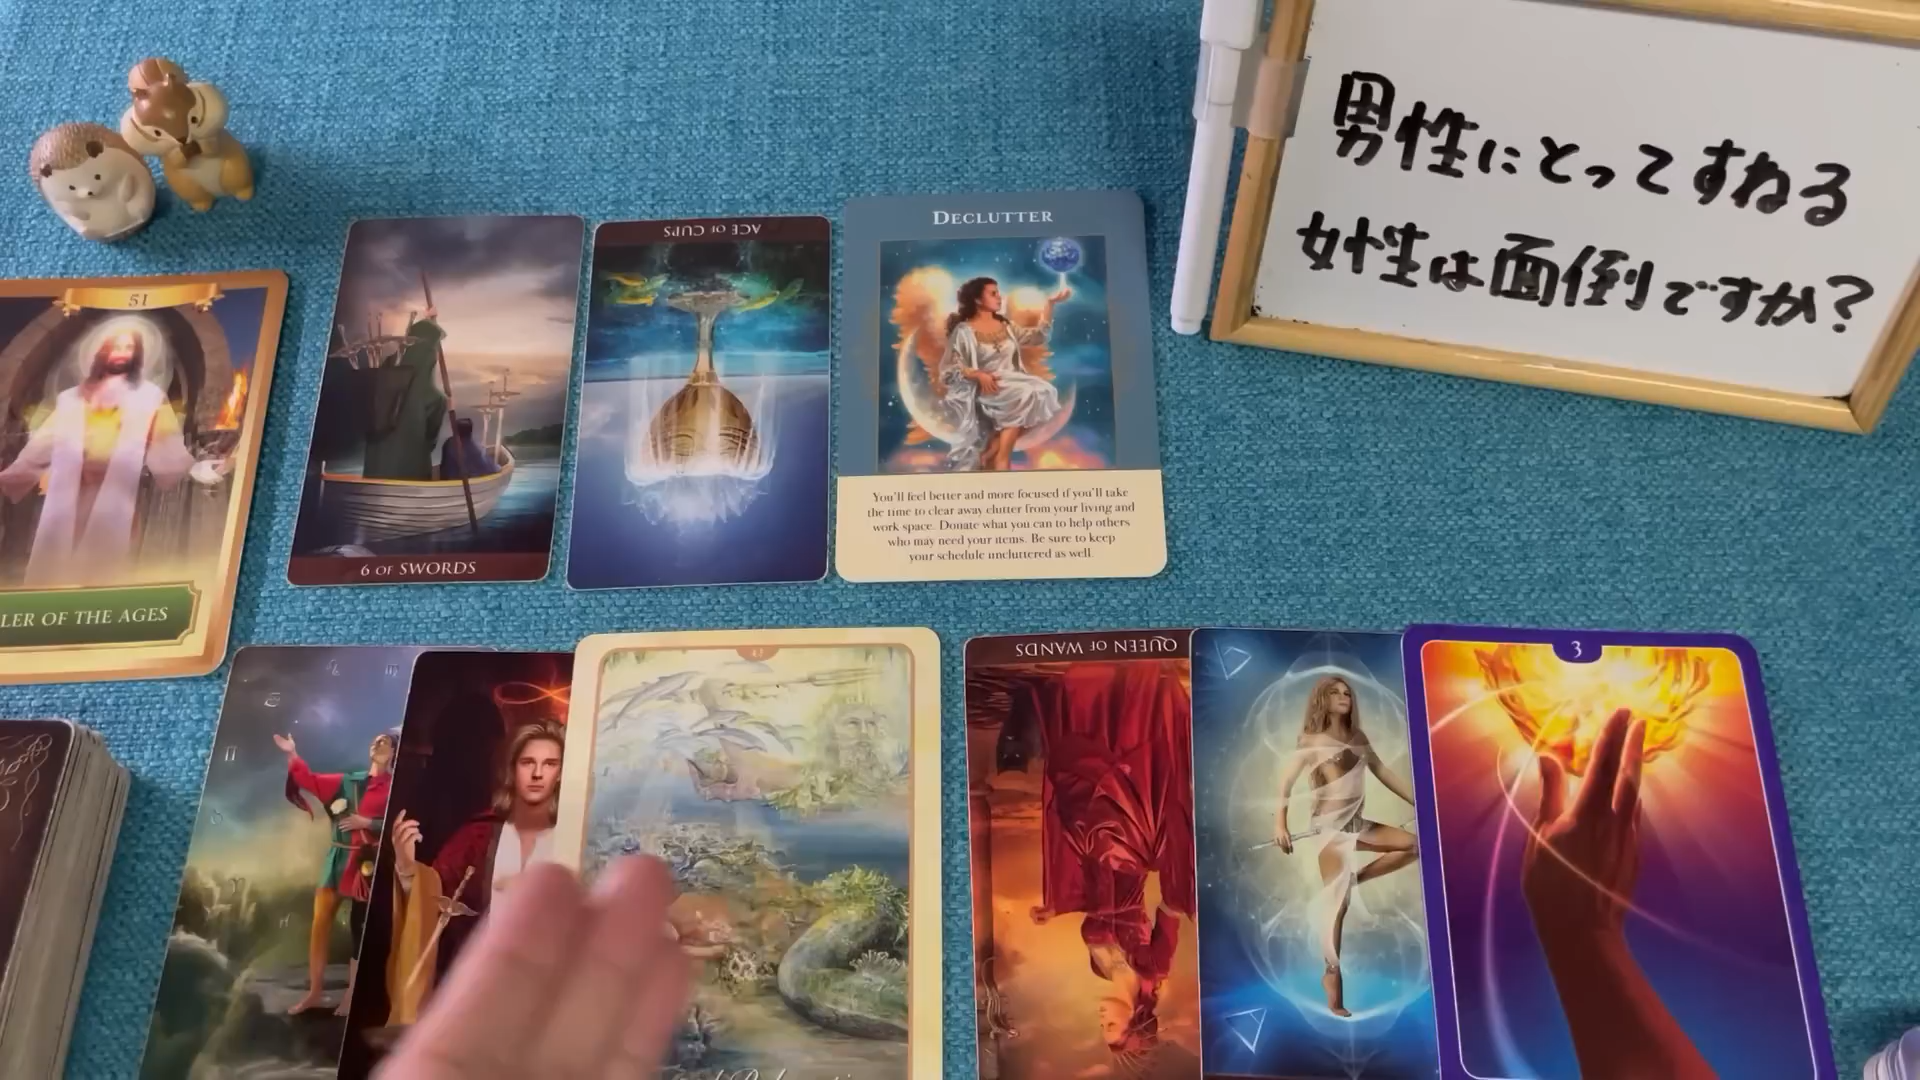 男性にとってすねる
女性は面倒ですか?
DECLUTTER
You'll feel better and more focused if you'll take
the time to clear away clutter from your living and
work space. Donate what you can to help others
who may need your items. Be sure to keep
your schedule uncluttered as well.
ACE OF CUPS
6 OF SWORDS
51
LER OF THE AGES
QUEEN OF WANDS
3